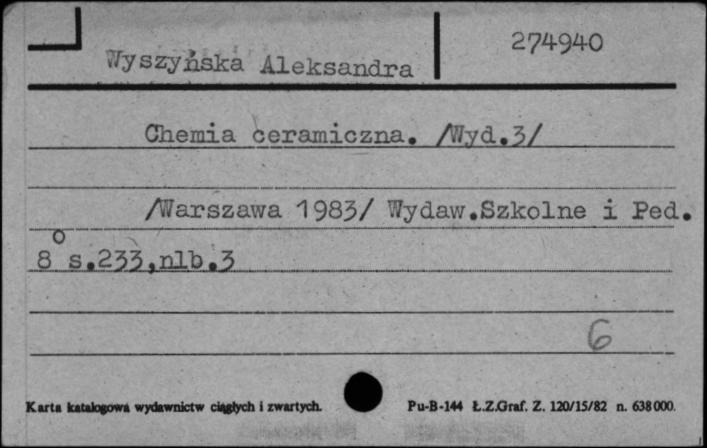 274940
Wyszyńska Aleksandra
Chemia ceramiczna. /Wyd.3/
/Warszawa 1983/ Wydaw.Szkolne i Ped.
8° s.233,nlb.3
6
Karta katalogowa wydawnictw ciągłych i zwartych. Pu-B-144 Ł.Z.Graf. Z. 120/15/82 n. 638000.